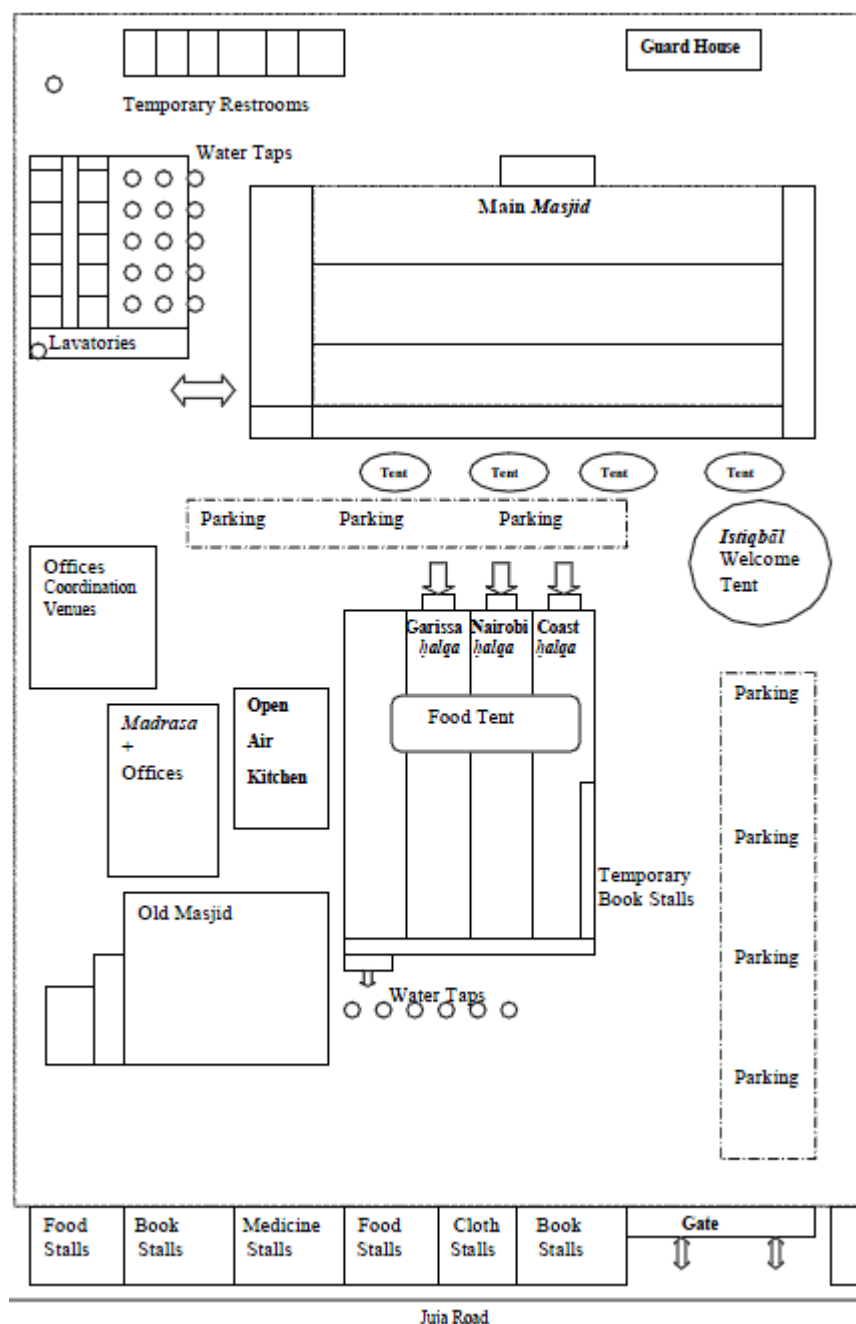 Guard House
Temporary Restrooms
Water Taps
Main Masjid
Lavatories
Tent
Tent
Tent
Tent
Parking
Parking
Parking
Istiqbāl
Welcome
Tent
Offices
Coordination
Venues
Garissa
ḥalqa
Nairobi
ḥalqa
Coast
ḥalqa
Parking
Open
Air
Kitchen
Food Tent
Madrasa
+
Offices
Parking
Temporary
Book Stalls
Old Masjid
Parking
Water Taps
Parking
Food
Stalls
Book
Stalls
Medicine
Stalls
Food
Stalls
Cloth
Stalls
Book
Stalls
Gate
Juja Road